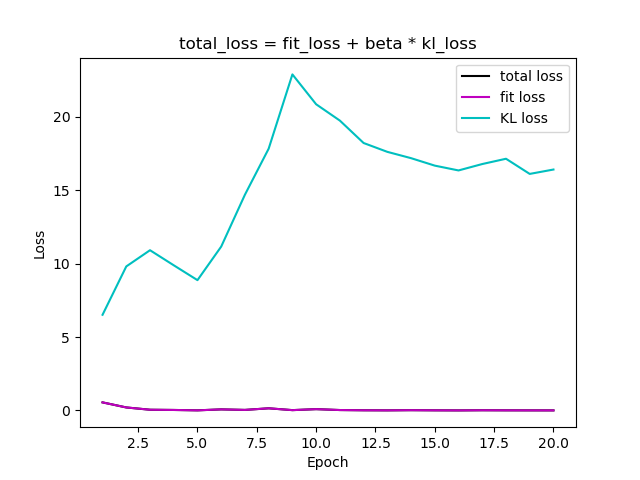 total_loss = fit_loss + beta * kl_loss
total loss
fit loss
KL loss
Loss
20
15
10
5
0
2.5 5.0 7.5 10.0 12.5 15.0 17.5 20.0
Epoch